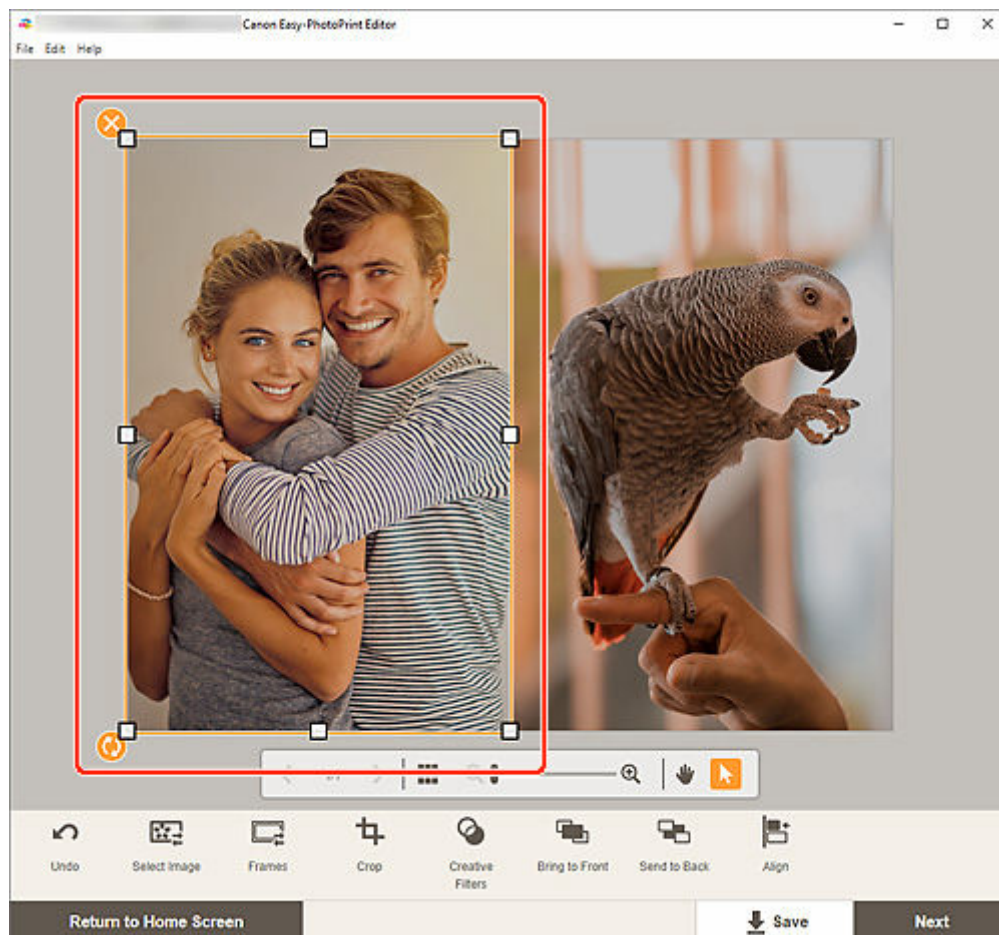 Canon Easy-PhotoPrint Editor
File Edit Help
Undo
Select Image
Frames
Crop
Creative
Filters
Bring to Front
Send to Back
Align
Return to Home Screen
Save
Next